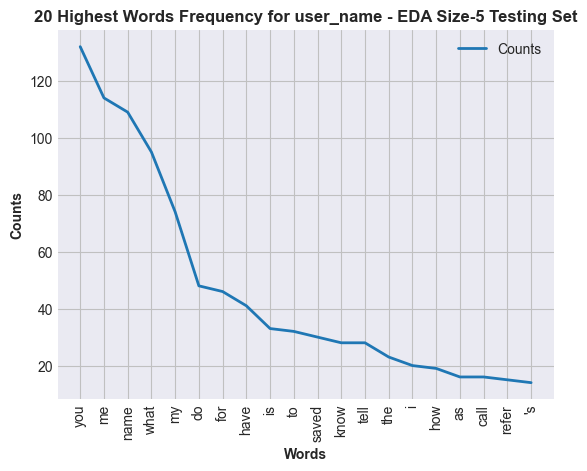 20 Highest Words Frequency for user_name - EDA Size-5 Testing Set
Counts
Counts
120
100
80
60
40
20
you
me
name
what
my
do
for
have
is
to
saved
know
tell
the
i
how
as
call
refer
's
Words